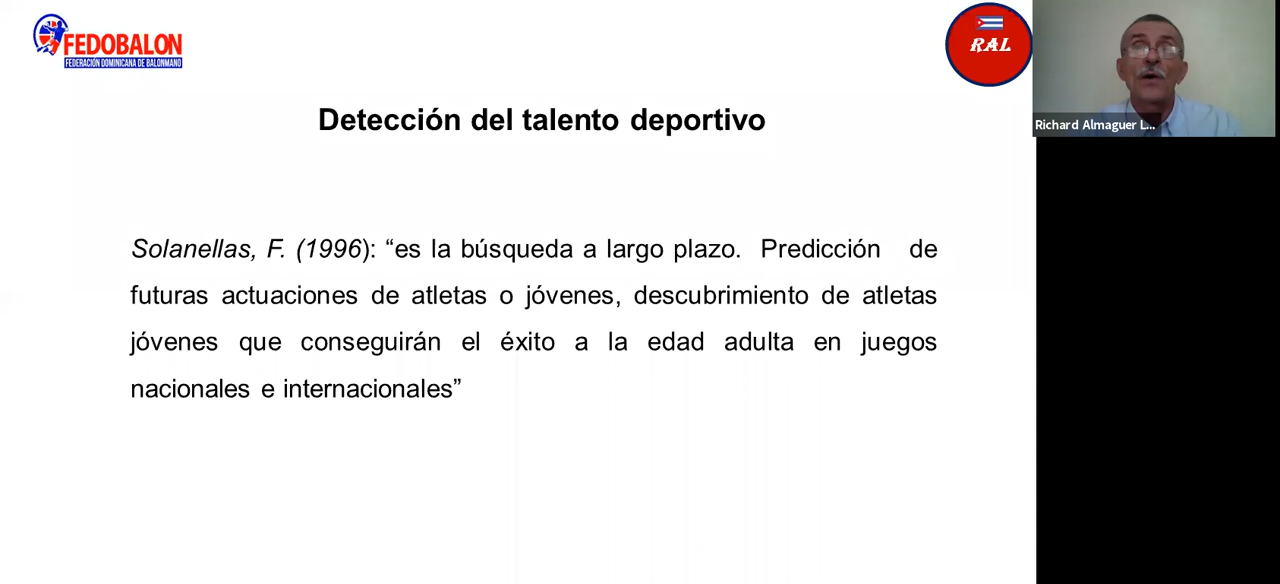 FEDOBALON
FEDERACIÓN DOMINICANA DE BALONMANO
RAL
Richard Almaguer L...
Detección del talento deportivo
Solanellas, F. (1996): “es la búsqueda a largo plazo. Predicción de
futuras actuaciones de atletas o jóvenes, descubrimiento de atletas
jóvenes que conseguirán el éxito a la edad adulta en juegos
nacionales e internacionales”